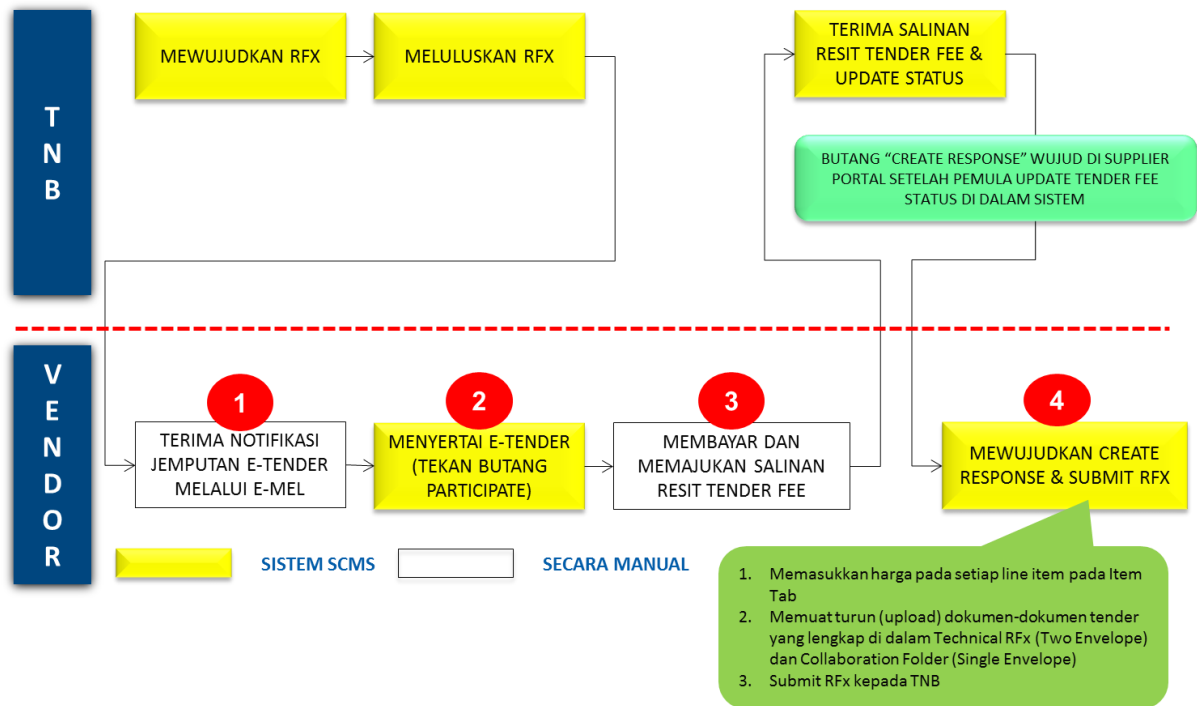 TNB
MEWUJUDKAN RFX
MELULUSKAN RFX
TERIMA SALINAN
RESIT TENDER FEE &
UPDATE STATUS
BUTANG “CREATE RESPONSE” WUJUD DI SUPPLIER
PORTAL SETELAH PEMULA UPDATE TENDER FEE
STATUS DI DALAM SISTEM
VENDOR
1
TERIMA NOTIFIKASI
JEMPUTAN E-TENDER
MELALUI E-MEL
2
MENYERTAI E-TENDER
(TEKAN BUTANG
PARTICIPATE)
3
MEMBAYAR DAN
MEMAJUKAN SALINAN
RESIT TENDER FEE
4
MEWUJUDKAN CREATE
RESPONSE & SUBMIT RFX
SISTEM SCMS
SECARA MANUAL
1. Memasukkan harga pada setiap line item pada Item
Tab
2. Memuat turun (upload) dokumen-dokumen tender
yang lengkap di dalam Technical RFx (Two Envelope)
dan Collaboration Folder (Single Envelope)
3. Submit RFx kepada TNB